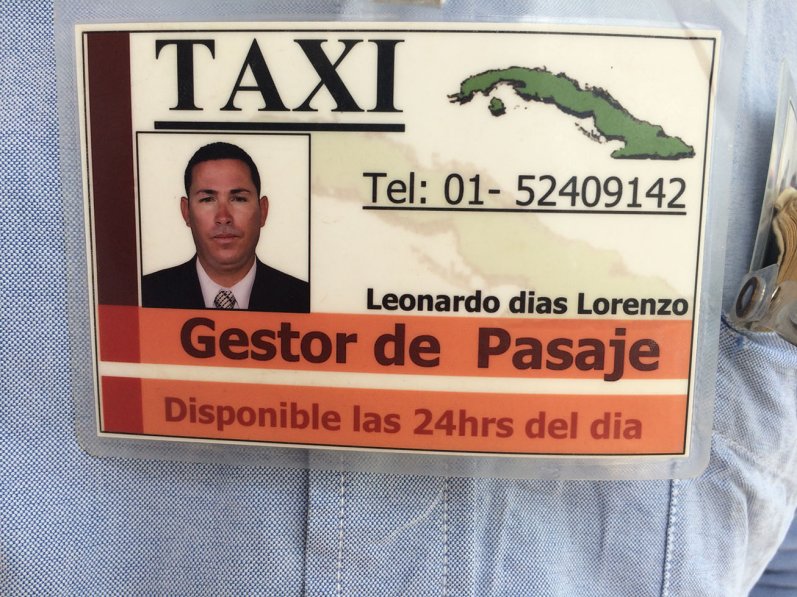 TAXI
Tel: 01- 52409142
Leonardo dias Lorenzo
Gestor de Pasaje
Disponible las 24hrs del dia